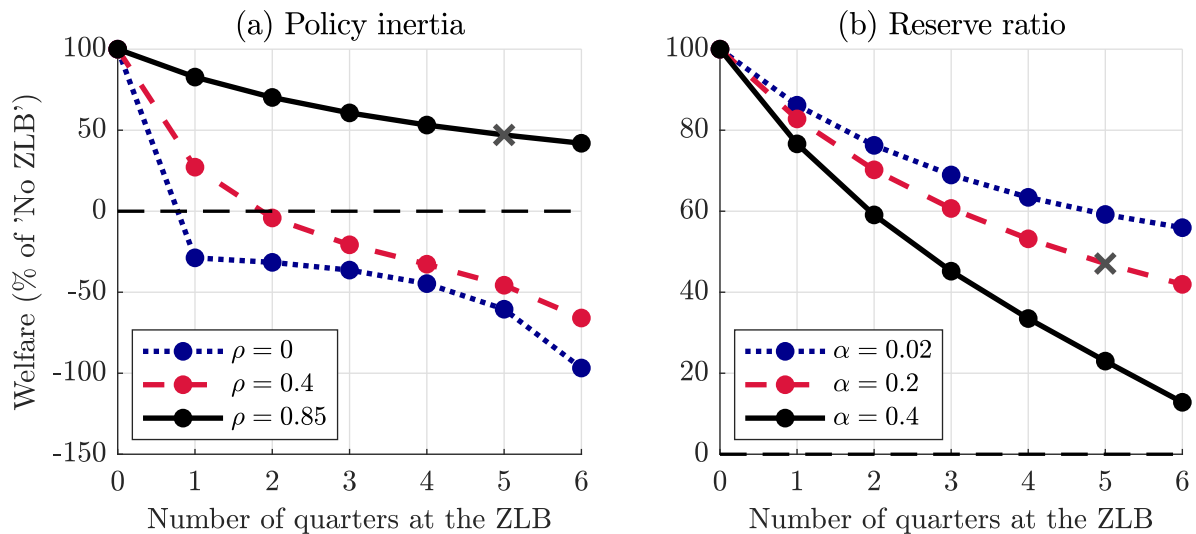 (a) Policy inertia
Welfare (% of 'No ZLB')
100
50
0
-50
-100
-150
ρ = 0
ρ = 0.4
ρ = 0.85
0 1 2 3 4 5 6
Number of quarters at the ZLB
(b) Reserve ratio
100
80
60
40
20
0
α = 0.02
α = 0.2
α = 0.4
0 1 2 3 4 5 6
Number of quarters at the ZLB